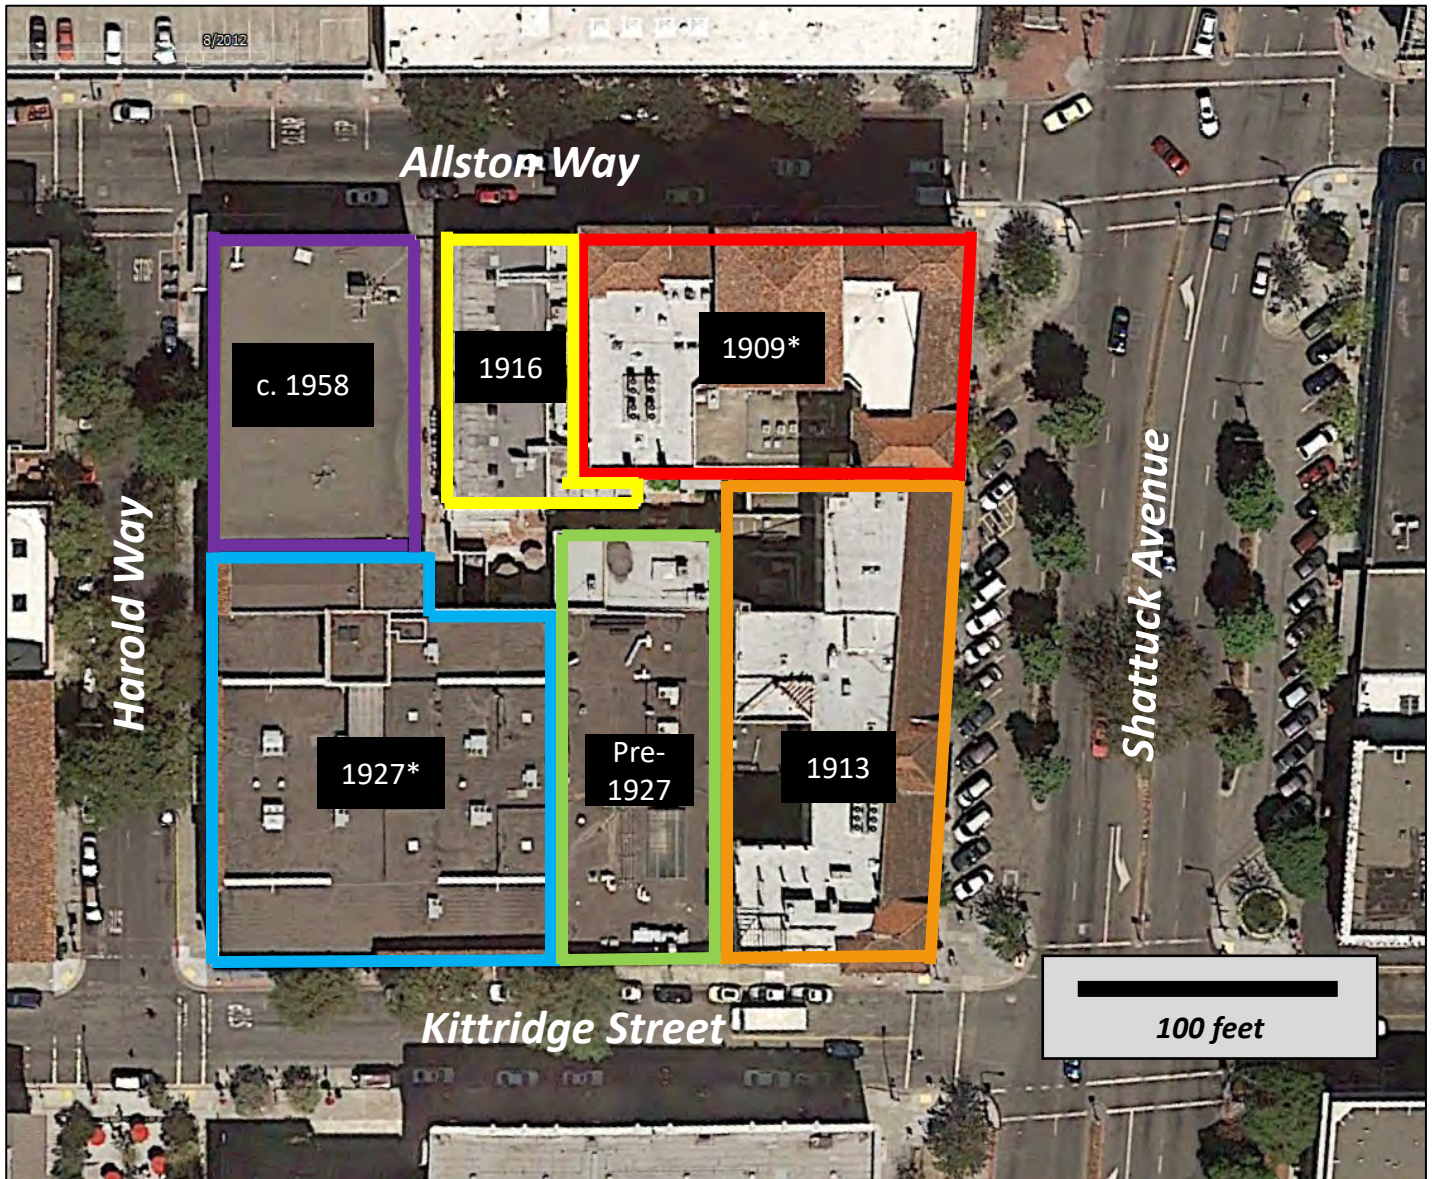 8/2012
Allston Way
c. 1958
1916
1909*
Harold Way
Shattuck Avenue
1927*
Pre-
1927
1913
Kittridge Street
100 feet
STOP